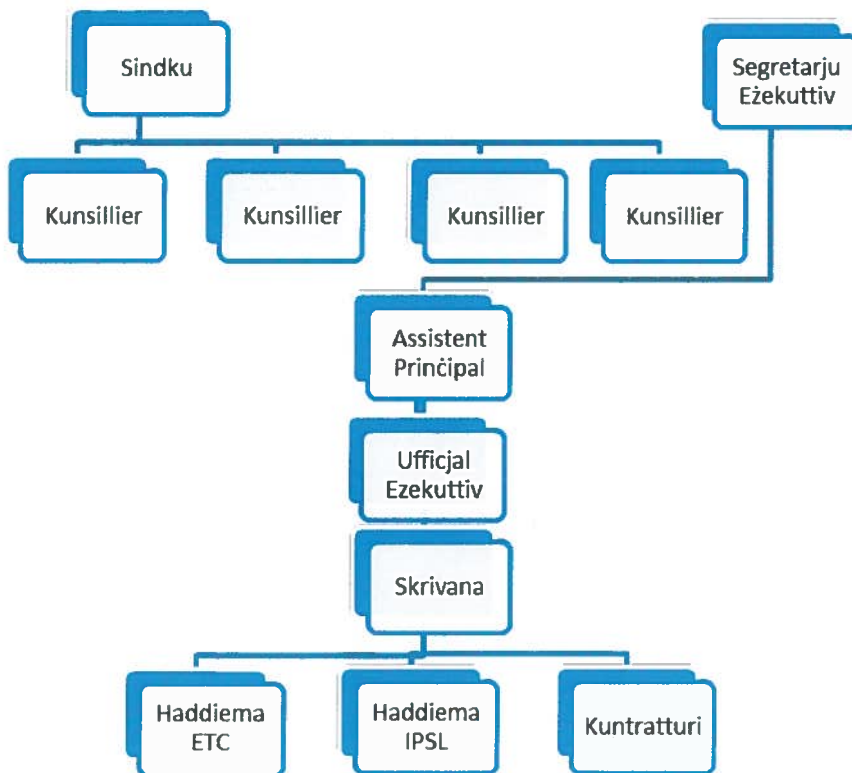 Sindku
Segretarju
Eżekuttiv
Kunsillier
Kunsillier
Kunsillier
Kunsillier
Assistent
Prinċipal
Ufficjal
Ezekuttiv
Skrivana
Haddiema
ETC
Haddiema
IPSL
Kuntratturi